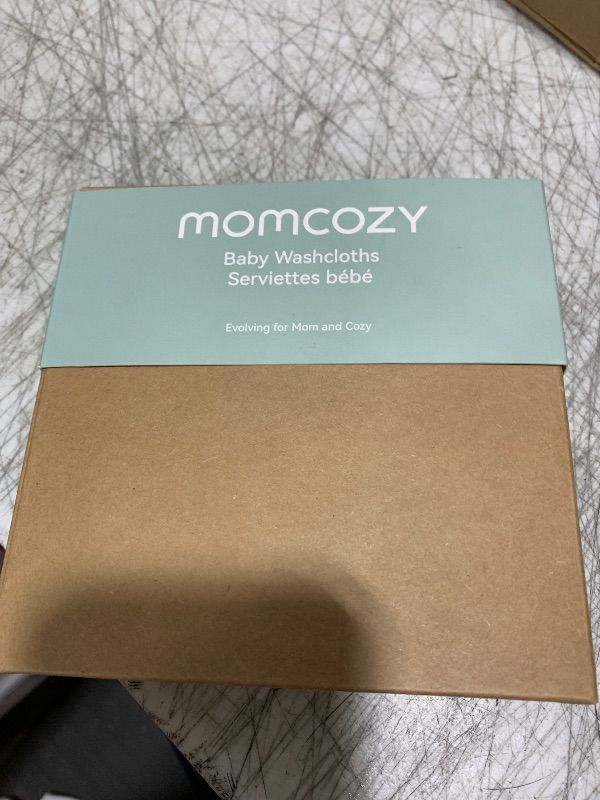 momcozy
Baby Washcloths
Serviettes bébé
Evolving for Mom and Cozy